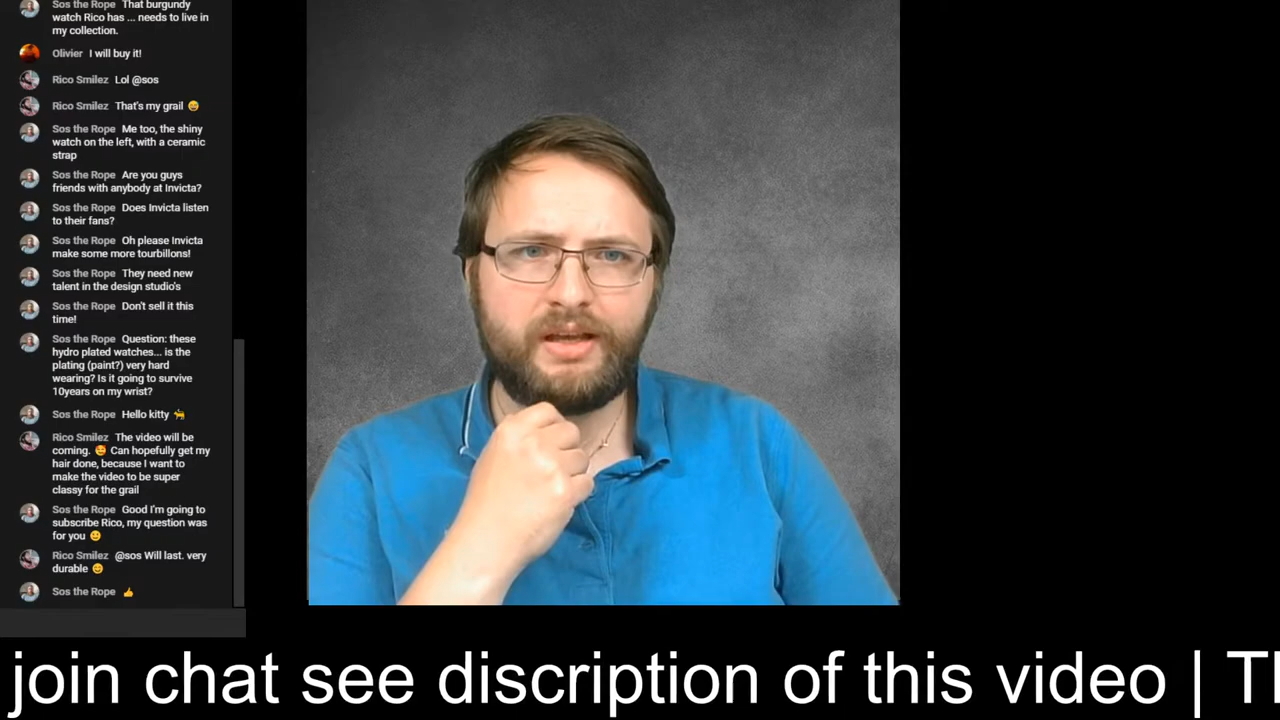 Sos the Rope That burgundy
watch Rico has ... needs to live in
my collection.
Olivier I will buy it!
Rico Smilez Lol @sos
Rico Smilez That's my grail 😄
Sos the Rope Me too, the shiny
watch on the left, with a ceramic
strap
Sos the Rope Are you guys
friends with anybody at Invicta?
Sos the Rope Does Invicta listen
to their fans?
Sos the Rope Oh please Invicta
make some more tourbillons!
Sos the Rope They need new
talent in the design studio's
Sos the Rope Don't sell it this
time!
Sos the Rope Question: these
hydro plated watches... is the
plating (paint?) very hard
wearing? Is it going to survive
10years on my wrist?
Sos the Rope Hello kitty 🐈
Rico Smilez The video will be
coming. 😍 Can hopefully get my
hair done, because I want to
make the video to be super
classy for the grail
Sos the Rope Good I'm going to
subscribe Rico, my question was
for you 🙂
Rico Smilez @sos Will last. very
durable 😊
Sos the Rope 👍
join chat see discription of this video | Tl